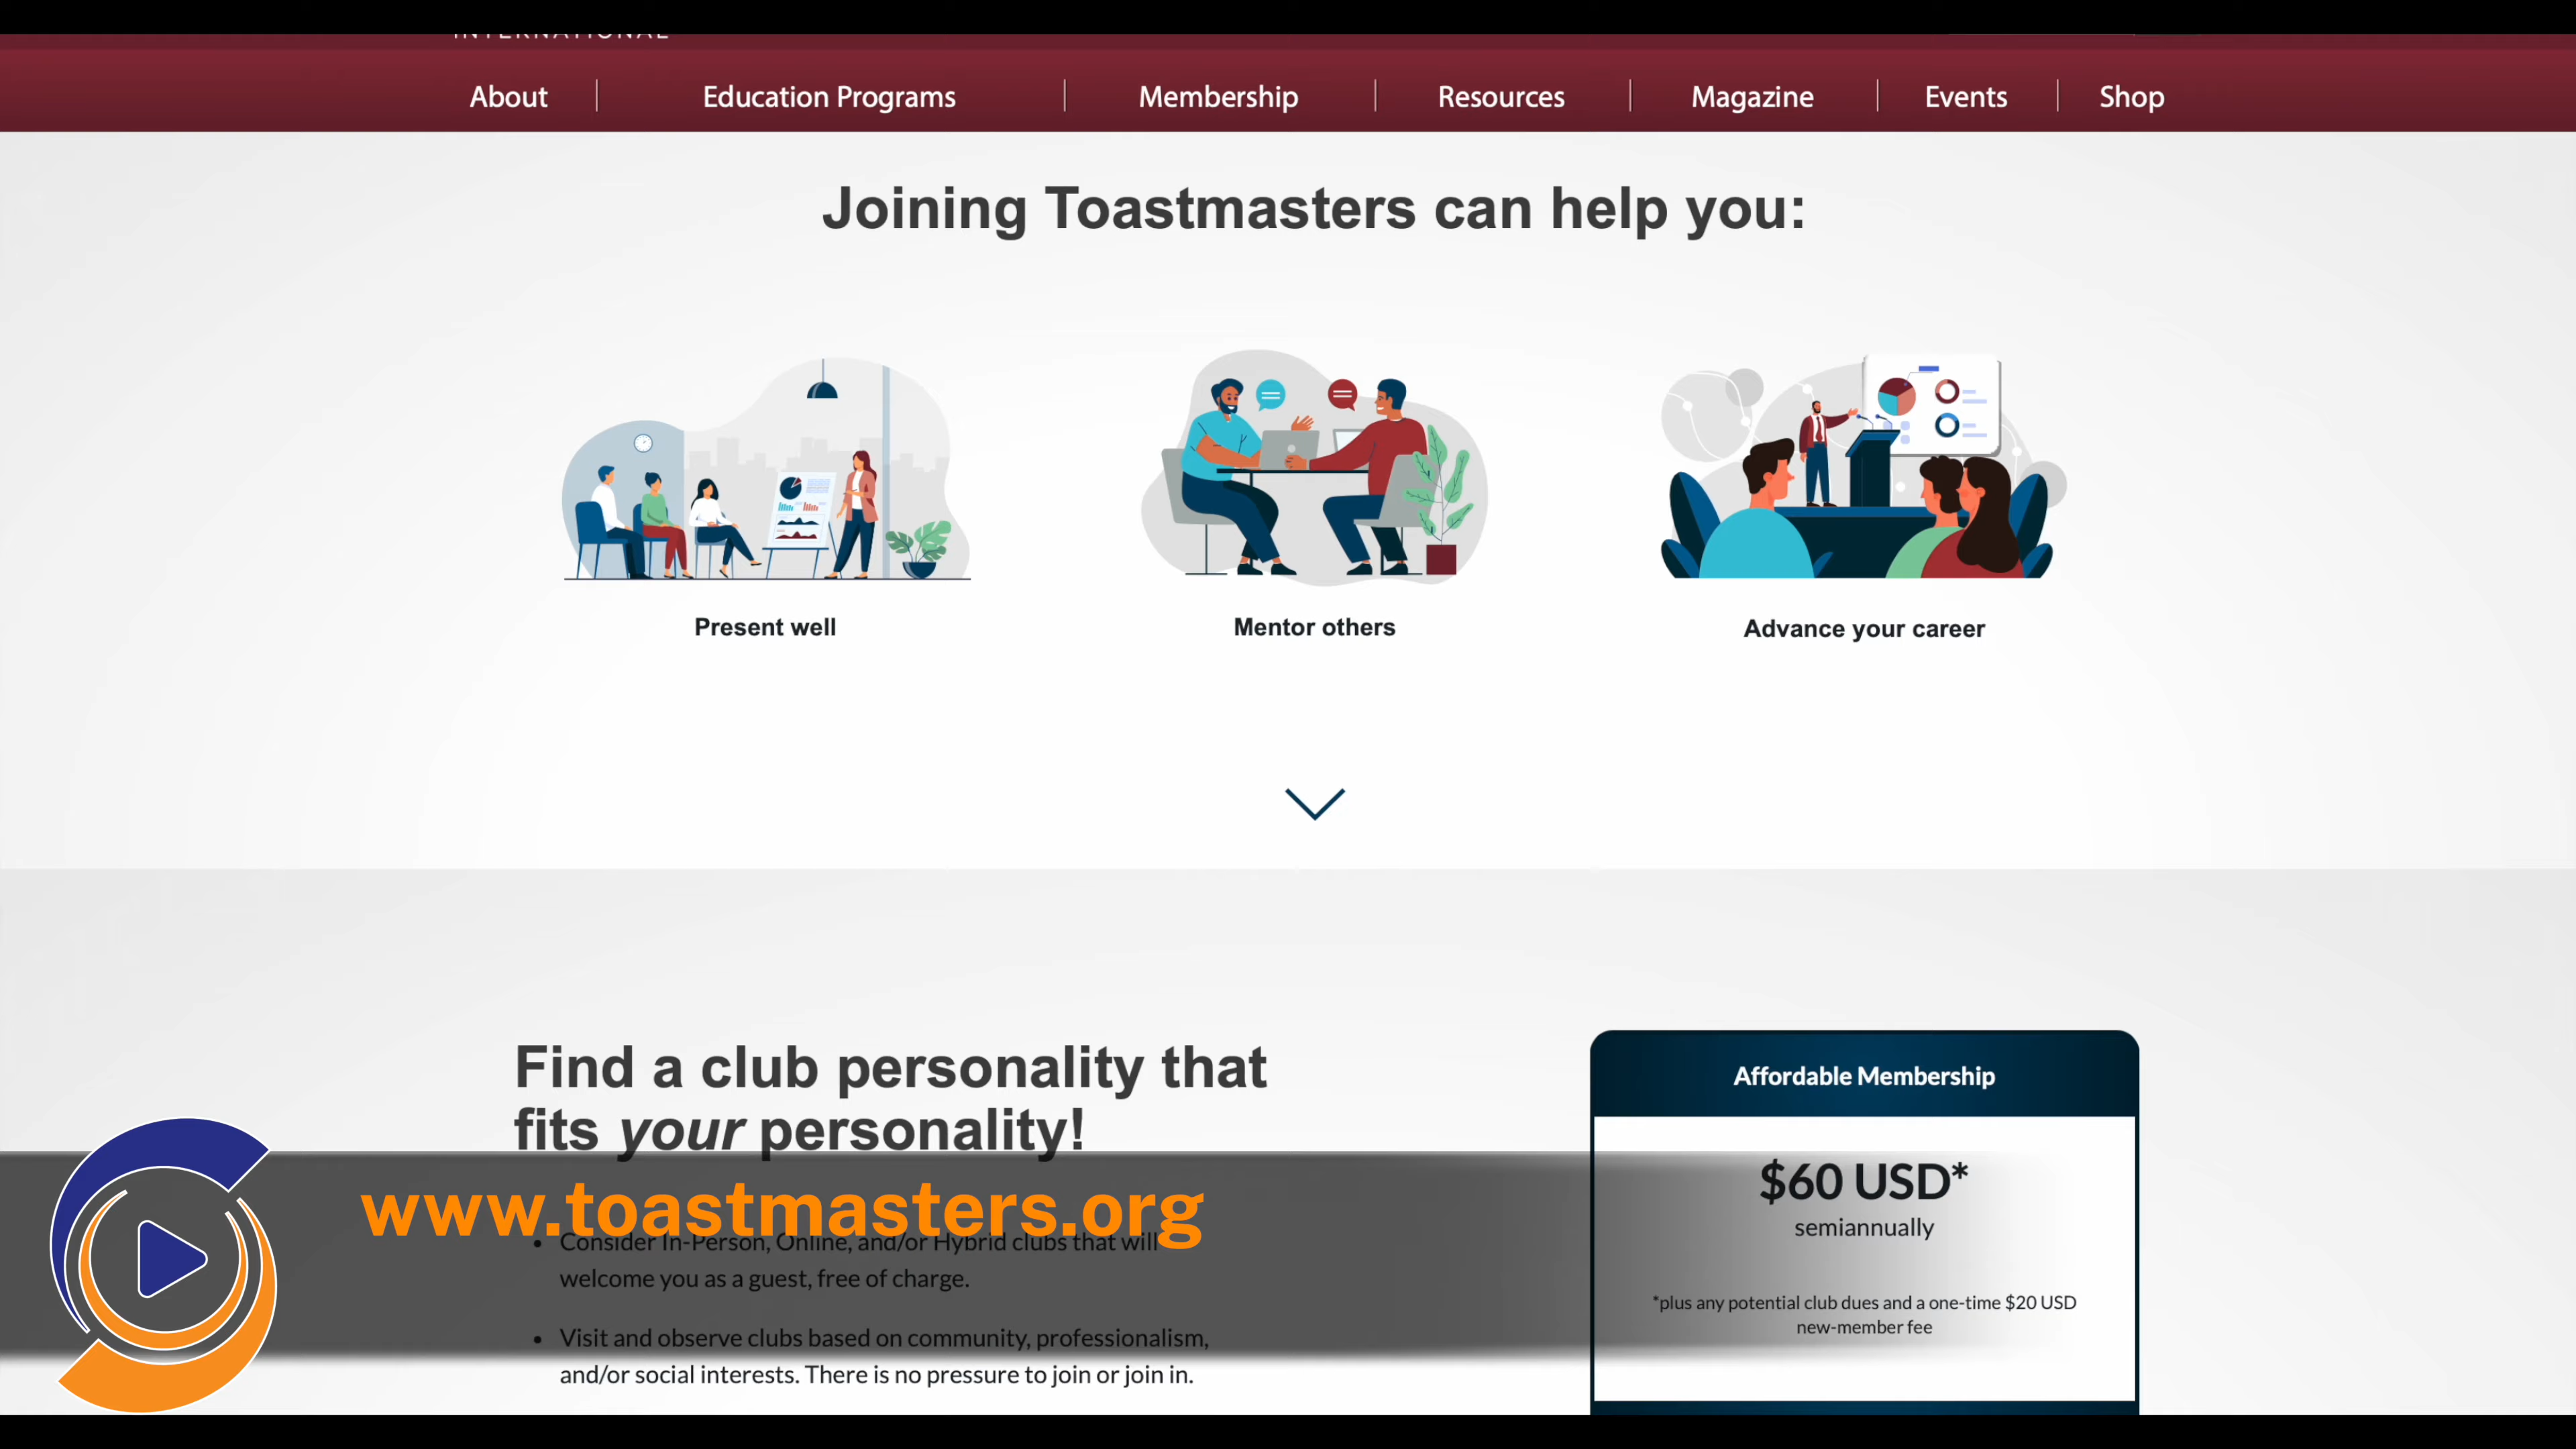 INTERNATIONAL
About
Education Programs
Membership
Resources
Magazine
Events
Shop
Joining Toastmasters can help you:
Present well
Mentor others
Advance your career
Find a club personality that
fits your personality!
Affordable Membership
$60 USD*
semiannually
*plus any potential club dues and a one-time $20 USD
new-member fee
www.toastmasters.org
• Consider In-Person, Online, and/or Hybrid clubs that will
welcome you as a guest, free of charge.
• Visit and observe clubs based on community, professionalism,
and/or social interests. There is no pressure to join or join in.